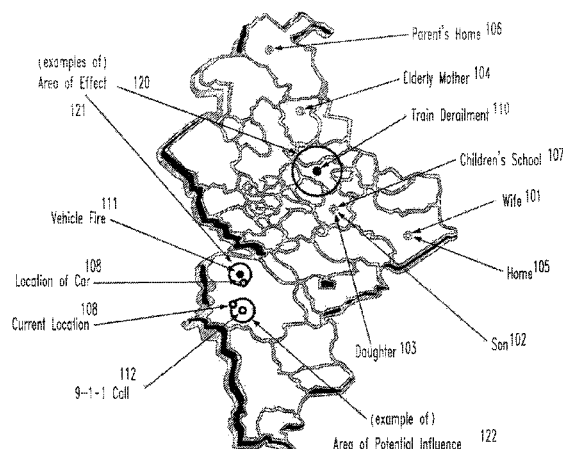 Parent's Home 106
(examples of)
Area of Effect 120
121
Elderly Mother 104
Train Derailment 110
Children's School 107
111
Vehicle Fire
Wife 101
108
Location of Car
Home 105
108
Current Location
Son 102
Daughter 103
112
9-1-1 Call
(example of)
Area of Potential Influence 122